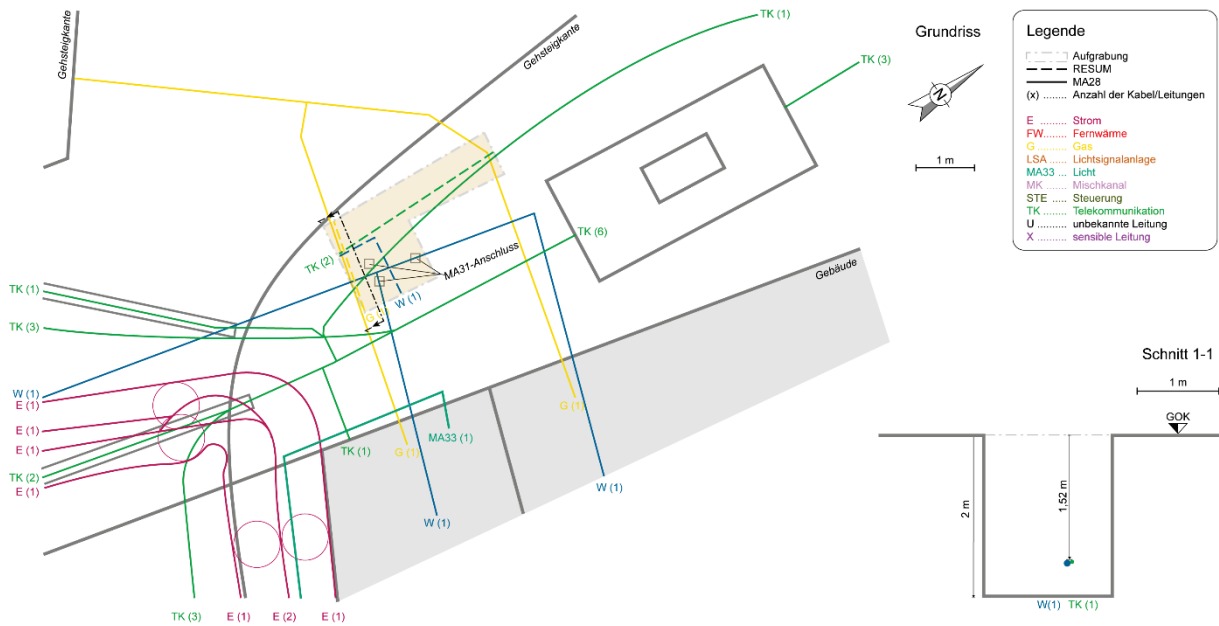 Gehsteigkante
Gehsteigkante
TK (1)
TK (3)
TK (6)
TK (2)
MA31-Anschluss
W (1)
G
Gebäude
TK (1)
TK (3)
W (1)
E (1)
E (1)
E (1)
TK (2)
E (1)
TK (1)
G (1)
MA33 (1)
G (1)
W (1)
W (1)
TK (3)
E (1)
E (2)
E (1)
Grundriss
N
1 m
Legende
Aufgrabung
RESUM
MA28
(x) ....... Anzahl der Kabel/Leitungen
E ......... Strom
FW........ Fernwärme
G .......... Gas
LSA....... Lichtsignalanlage
MA33 ... Licht
MK ....... Mischkanal
STE ..... Steuerung
TK ........ Telekommunikation
U .......... unbekannte Leitung
X .......... sensible Leitung
Schnitt 1-1
1 m
GOK
2 m
1,52 m
W(1) TK (1)